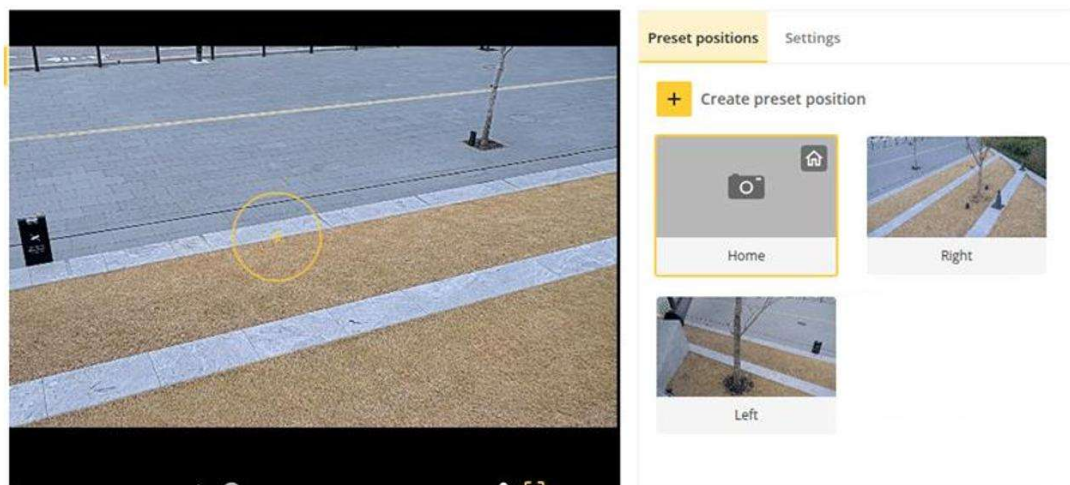 Preset positions
Settings
Create preset position
Home
Right
Left